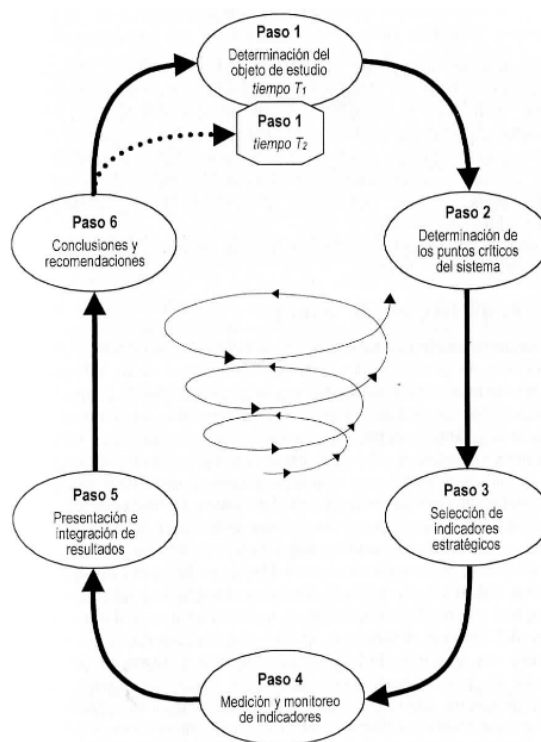 Paso 1
Determinación del
objeto de estudio
tiempo T1
Paso 1
tiempo T2
Paso 2
Determinación de
los puntos críticos
del sistema
Paso 3
Selección de
indicadores
estratégicos
Paso 4
Medición y monitoreo
de indicadores
Paso 5
Presentación e
integración de
resultados
Paso 6
Conclusiones y
recomendaciones